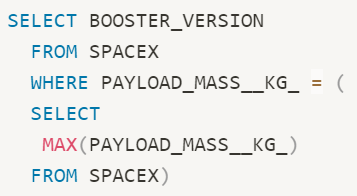 SELECT BOOSTER_VERSION
FROM SPACEX
WHERE PAYLOAD_MASS__KG_ = (
SELECT
MAX(PAYLOAD_MASS__KG_)
FROM SPACEX)